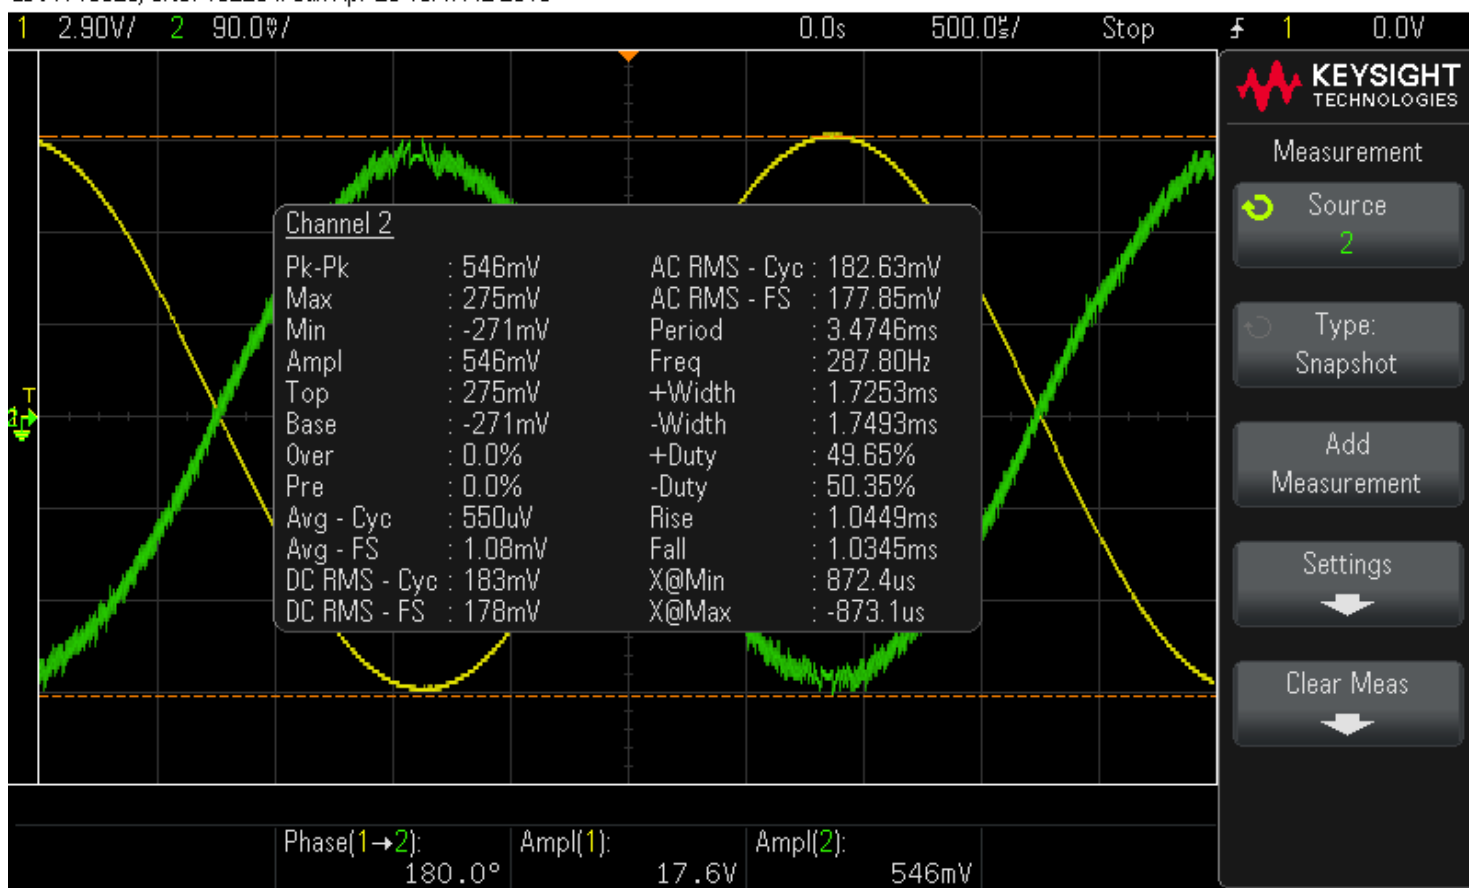 1 2.90V/ 2 90.0mV/ 0.0s 500.0us/ Stop 1 0.0V
KEYSIGHT
TECHNOLOGIES
Measurement
Source
2
Type:
Snapshot
Add
Measurement
Settings
Clear Meas
T
Channel 2
Pk-Pk : 546mV AC RMS - Cyc : 182.63mV
Max : 275mV AC RMS - FS : 177.85mV
Min : -271mV Period : 3.4746ms
Ampl : 546mV Freq : 287.80Hz
Top : 275mV +Width : 1.7253ms
Base : -271mV -Width : 1.7493ms
Over : 0.0% +Duty : 49.65%
Pre : 0.0% -Duty : 50.35%
Avg - Cyc : 550uV Rise : 1.0449ms
Avg - FS : 1.08mV Fall : 1.0345ms
DC RMS - Cyc : 183mV X@Min : 872.4us
DC RMS - FS : 178mV X@Max : -873.1us
Phase(1→2): Ampl(1): Ampl(2):
180.0° 17.6V 546mV